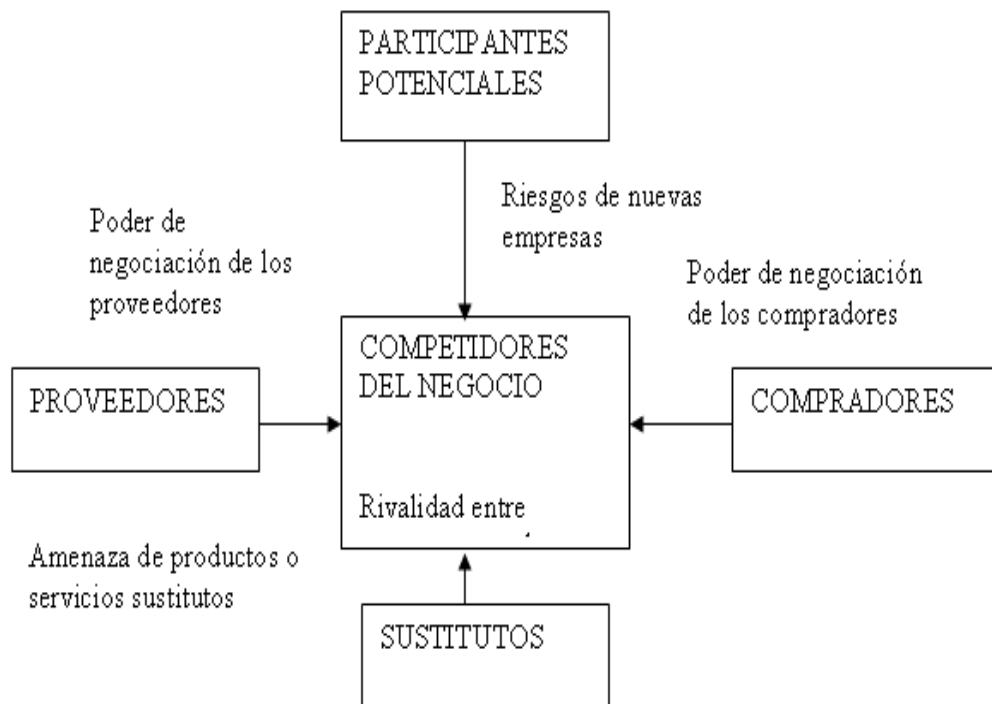 PARTICIPANTES
POTENCIALES
Riesgos de nuevas
empresas
Poder de
negociación de los
proveedores
Poder de negociación
de los compradores
COMPETIDORES
DEL NEGOCIO
PROVEEDORES
COMPRADORES
Rivalidad entre
Amenaza de productos o
servicios sustitutos
SUSTITUTOS